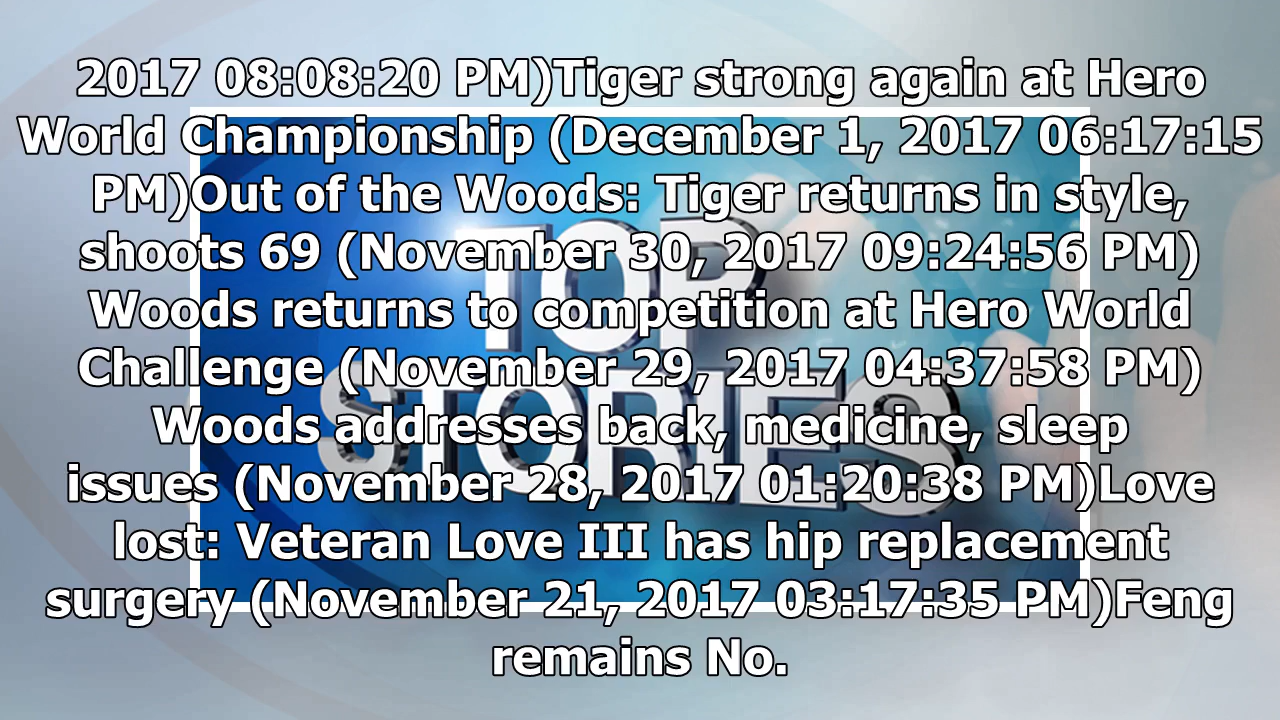 2017 08:08:20 PM)Tiger strong again at Hero
World Championship (December 1, 2017 06:17:15
PM)Out of the Woods: Tiger returns in style,
shoots 69 (November 30, 2017 09:24:56 PM)
Woods returns to competition at Hero World
Challenge (November 29, 2017 04:37:58 PM)
Woods addresses back, medicine, sleep
issues (November 28, 2017 01:20:38 PM)Love
lost: Veteran Love III has hip replacement
surgery (November 21, 2017 03:17:35 PM)Feng
remains No.
TOP
STORIES